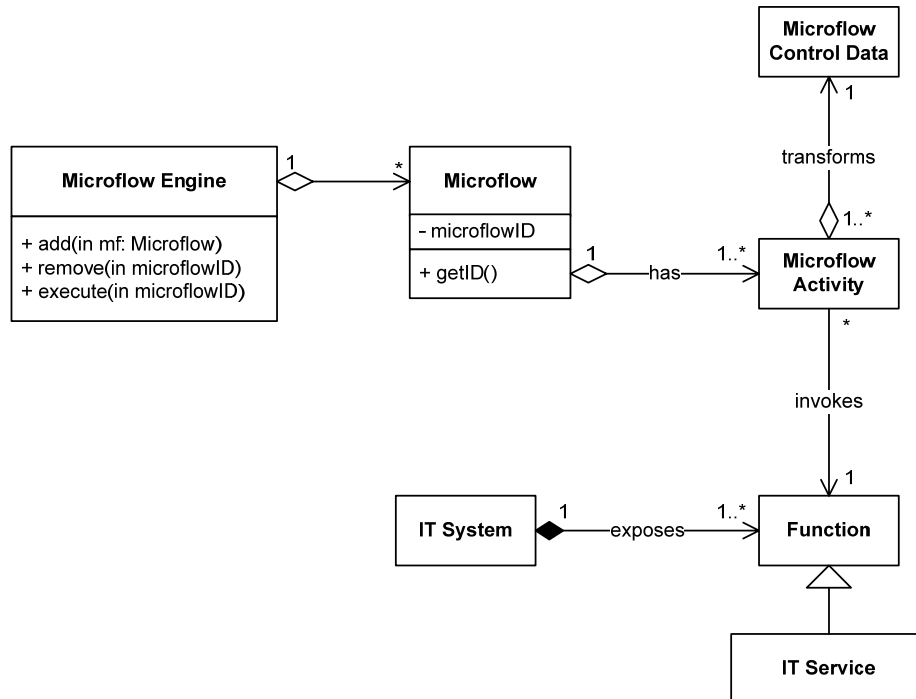 Microflow
Control Data
1
transforms
1..*
Microflow Engine
+ add(in mf: Microflow)
+ remove(in microflowID)
+ execute(in microflowID)
1
*
Microflow
- microflowID
+ getID()
1
has
1..*
Microflow
Activity
*
invokes
1
IT System
1
exposes
1..*
Function
IT Service